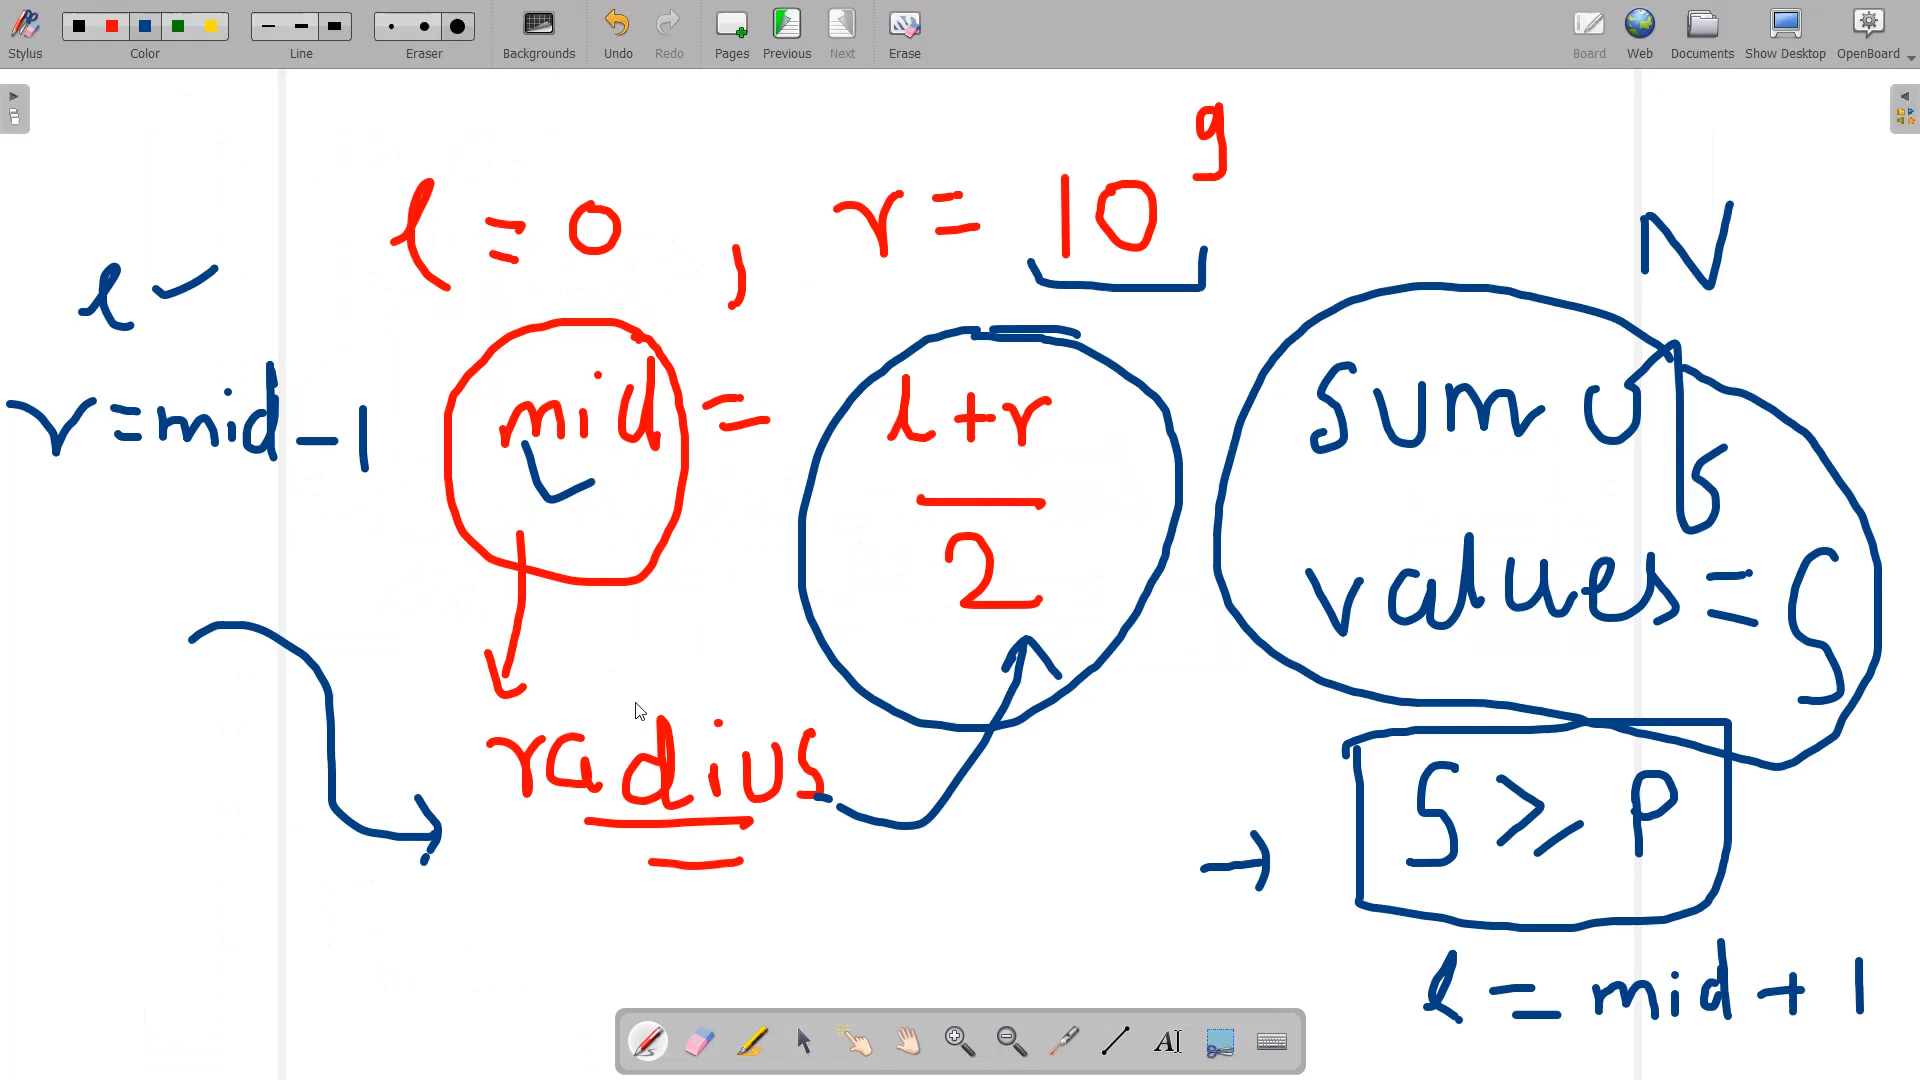 Stylus Color Line Eraser Backgrounds Undo Redo Pages Previous Next Erase Board Web Documents Show Desktop OpenBoard
l = 0 , r = 10^9
N
l
r = mid - 1
mid = l + r / 2
sum of
values = S
radius
S ≥ P
l = mid + 1